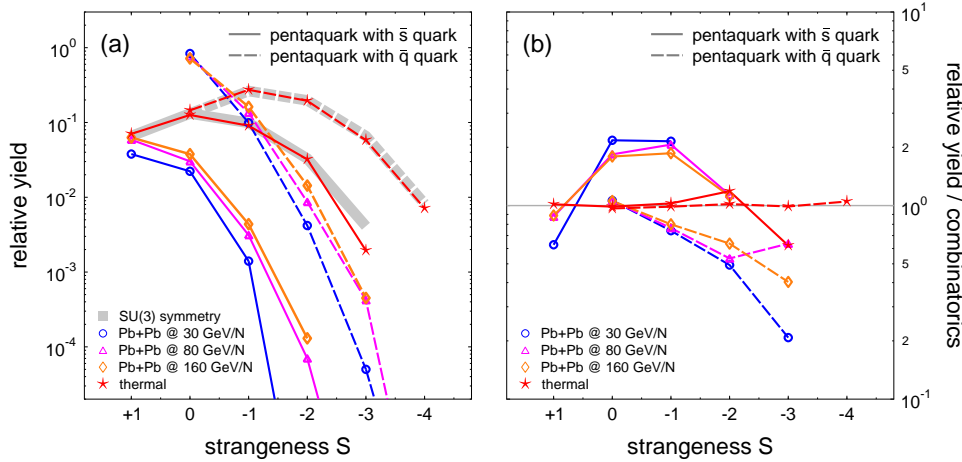 (a)
pentaquark with s̄ quark
pentaquark with q̄ quark
10^0
10^-1
10^-2
10^-3
10^-4
relative yield
SU(3) symmetry
Pb+Pb @ 30 GeV/N
Pb+Pb @ 80 GeV/N
Pb+Pb @ 160 GeV/N
thermal
+1 0 -1 -2 -3 -4
strangeness S
(b)
pentaquark with s̄ quark
pentaquark with q̄ quark
10^1
5
2
10^0
5
2
10^-1
relative yield / combinatorics
Pb+Pb @ 30 GeV/N
Pb+Pb @ 80 GeV/N
Pb+Pb @ 160 GeV/N
thermal
+1 0 -1 -2 -3 -4
strangeness S